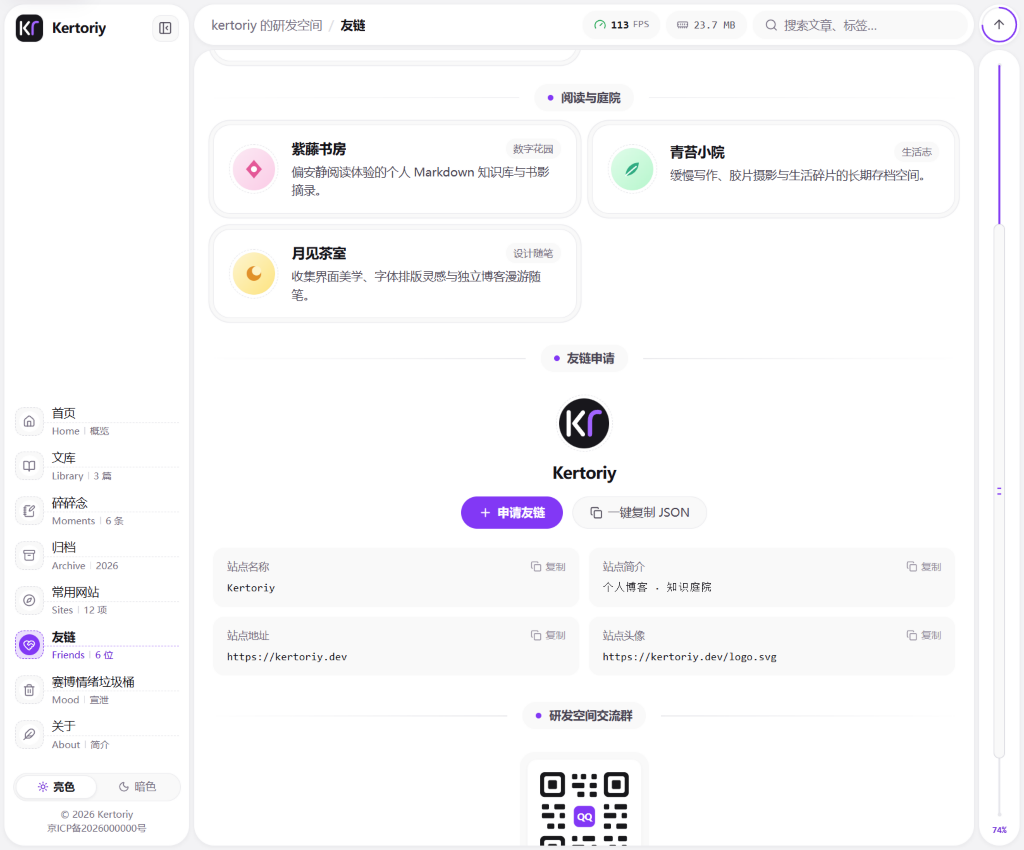 Kertoriy
kertoriy 的研发空间 / 友链
113 FPS
23.7 MB
搜索文章、标签...
阅读与庭院
紫藤书房
数字花园
偏安静阅读体验的个人 Markdown 知识库与书影
摘录。
青苔小院
生活志
缓慢写作、胶片摄影与生活碎片的长期存档空间。
月见茶室
设计随笔
收集界面美学、字体排版灵感与独立博客漫游随
笔。
友链申请
Kr
Kertoriy
+ 申请友链
一键复制 JSON
站点名称
复制
Kertoriy
站点简介
复制
个人博客 · 知识庭院
站点地址
复制
https://kertoriy.dev
站点头像
复制
https://kertoriy.dev/logo.svg
研发空间交流群
QQ
首页
Home | 概览
文库
Library | 3 篇
碎碎念
Moments | 6 条
归档
Archive | 2026
常用网站
Sites | 12 项
友链
Friends | 6 位
赛博情绪垃圾桶
Mood | 宣泄
关于
About | 简介
亮色
暗色
© 2026 Kertoriy
京ICP备2026000000号
74%